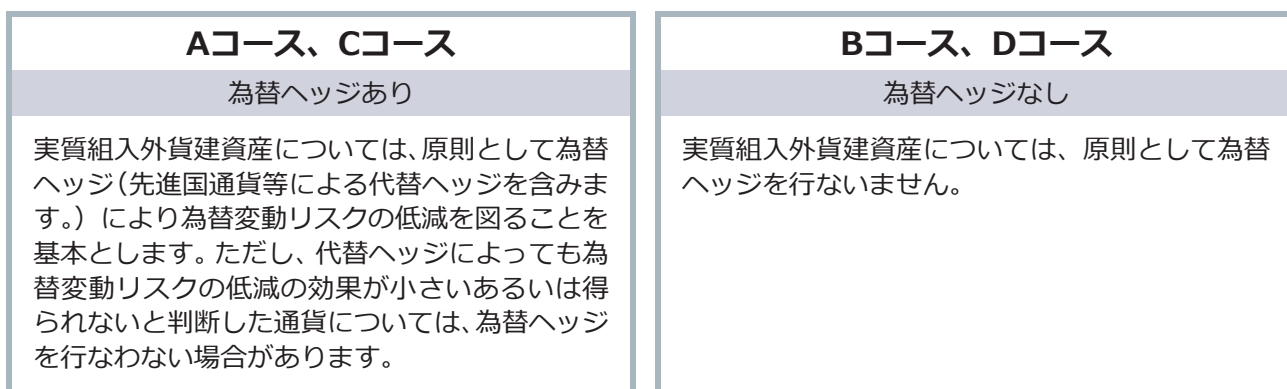 Aコース、Cコース
為替ヘッジあり
実質組入外貨建資産については、原則として為替
ヘッジ(先進国通貨等による代替ヘッジを含みま
す。)により為替変動リスクの低減を図ることを
基本とします。ただし、代替ヘッジによっても為
替変動リスクの低減の効果が小さいあるいは得
られないと判断した通貨については、為替ヘッジ
を行なわない場合があります。
Bコース、Dコース
為替ヘッジなし
実質組入外貨建資産については、原則として為替
ヘッジを行ないません。